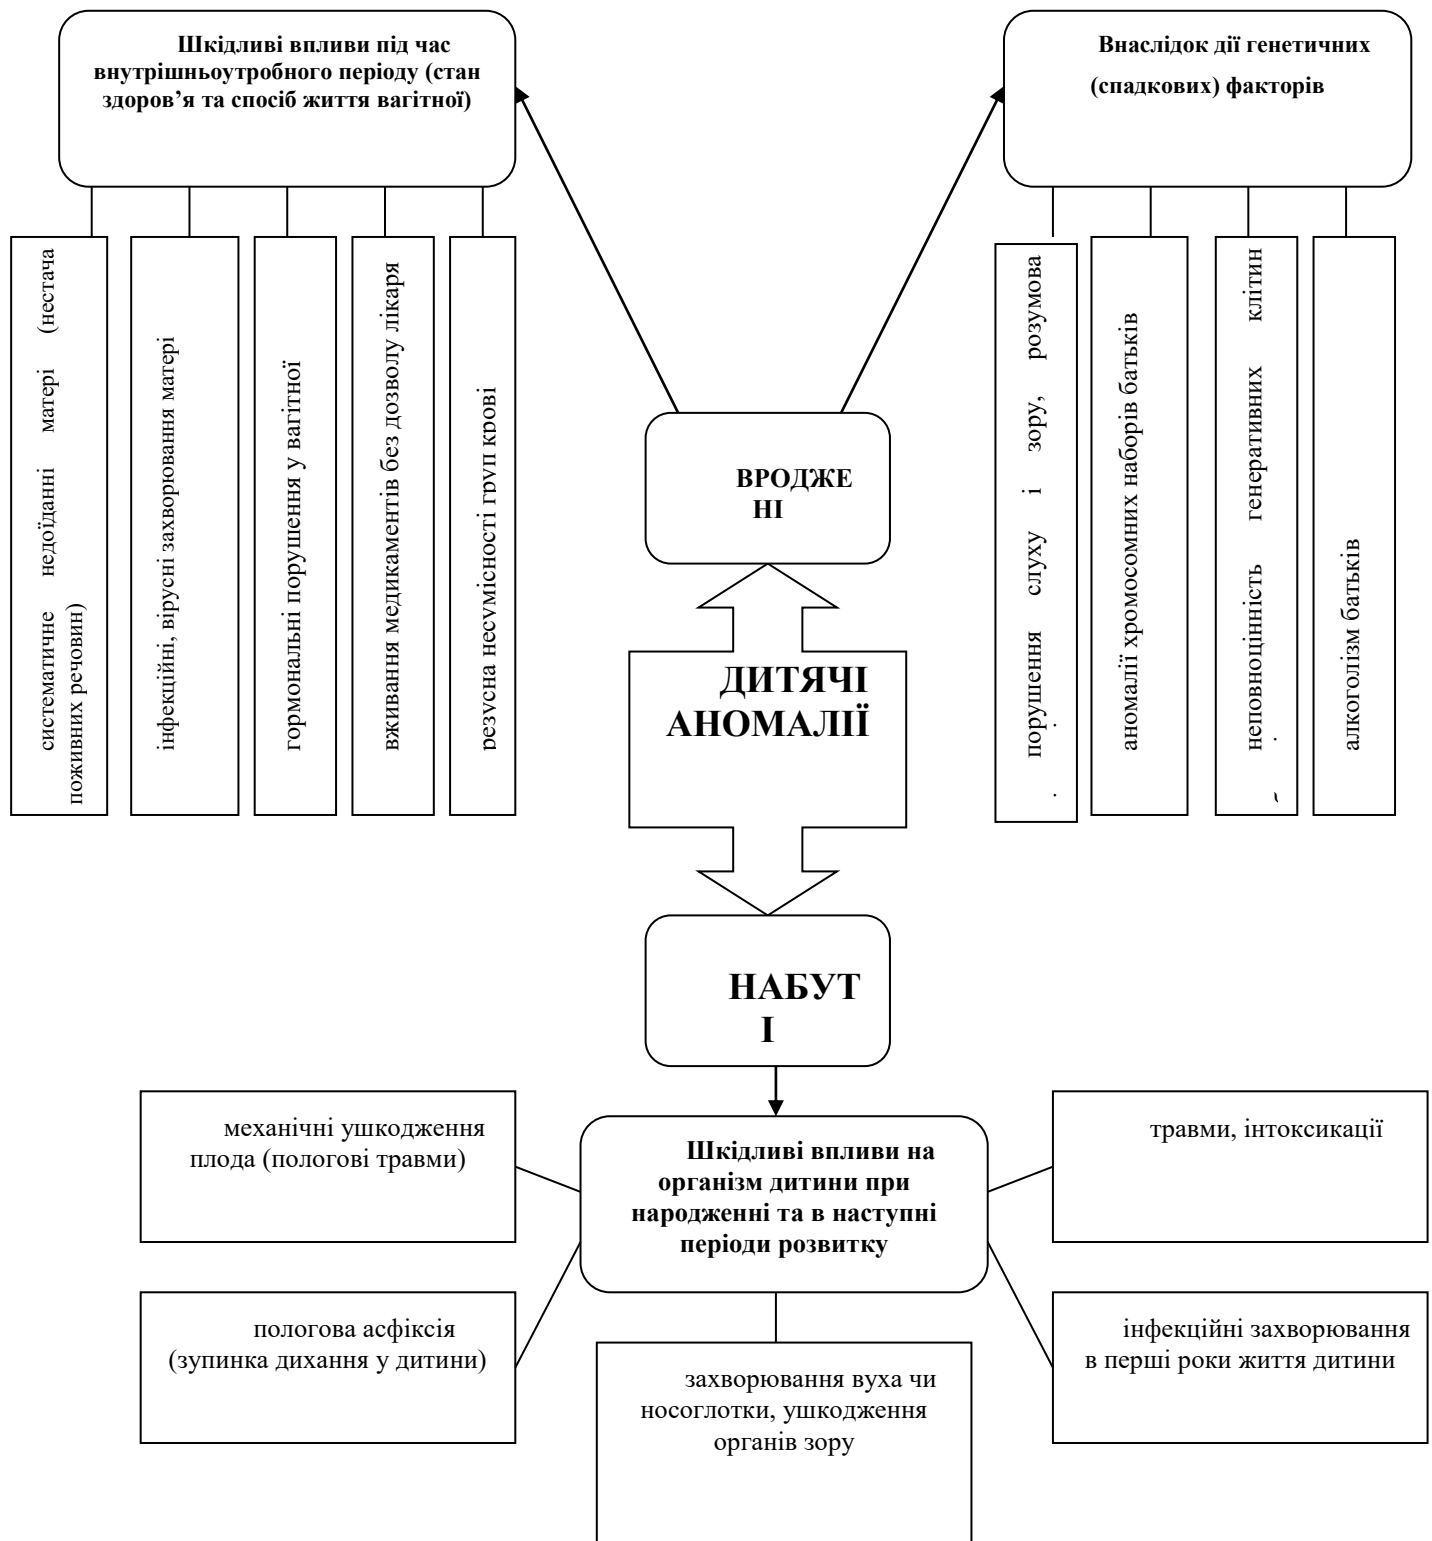 Шкідливі впливи під час
внутрішньоутробного періоду (стан
здоров’я та спосіб життя вагітної)
Внаслідок дії генетичних
(спадкових) факторів
систематичне недоїданні матері (нестача
поживних речовин)
інфекційні, вірусні захворювання матері
гормональні порушення у вагітної
вживання медикаментів без дозволу лікаря
резусна несумісності груп крові
порушення слуху і зору, розумова
аномалії хромосомних наборів батьків
неповноцінність генеративних клітин
алкоголізм батьків
ВРОДЖЕ
НІ
ДИТЯЧІ
АНОМАЛІЇ
НАБУТ
І
механічні ушкодження
плода (пологові травми)
Шкідливі впливи на
організм дитини при
народженні та в наступні
періоди розвитку
травми, інтоксикації
пологова асфіксія
(зупинка дихання у дитини)
захворювання вуха чи
носоглотки, ушкодження
органів зору
інфекційні захворювання
в перші роки життя дитини